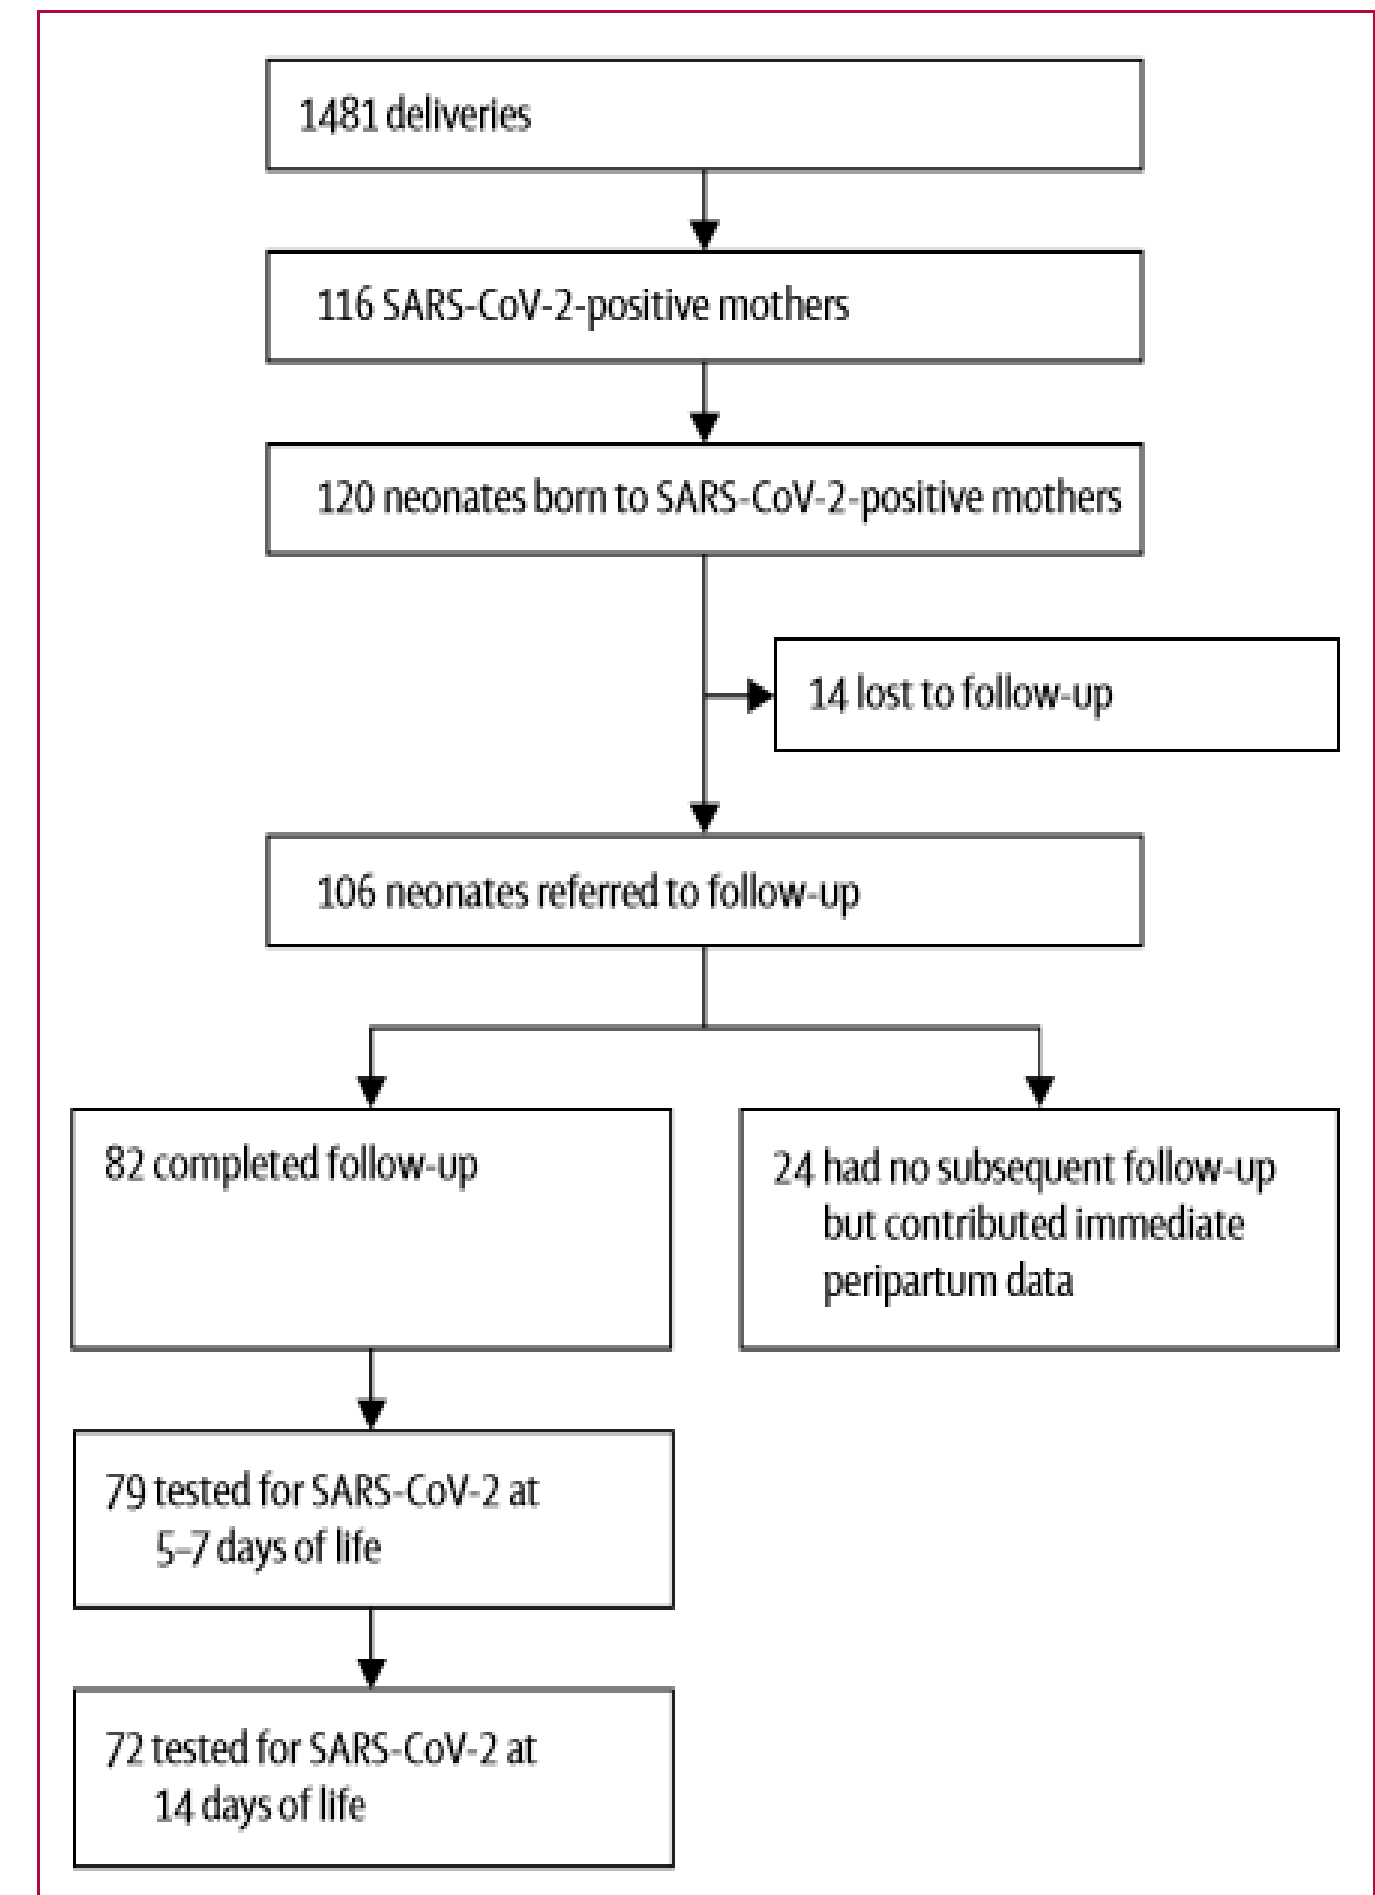 1481 deliveries
116 SARS-CoV-2-positive mothers
120 neonates born to SARS-CoV-2-positive mothers
14 lost to follow-up
106 neonates referred to follow-up
82 completed follow-up
24 had no subsequent follow-up
but contributed immediate
peripartum data
79 tested for SARS-CoV-2 at
5–7 days of life
72 tested for SARS-CoV-2 at
14 days of life